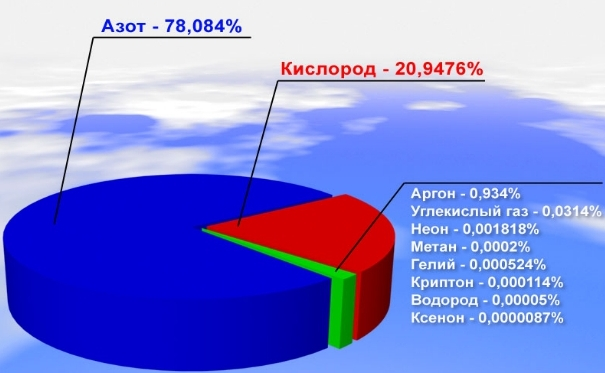 Азот - 78,084%
Кислород - 20,9476%
Аргон - 0,934%
Углекислый газ - 0,0314%
Неон - 0,001818%
Метан - 0,0002%
Гелий - 0,000524%
Криптон - 0,000114%
Водород - 0,00005%
Ксенон - 0,0000087%